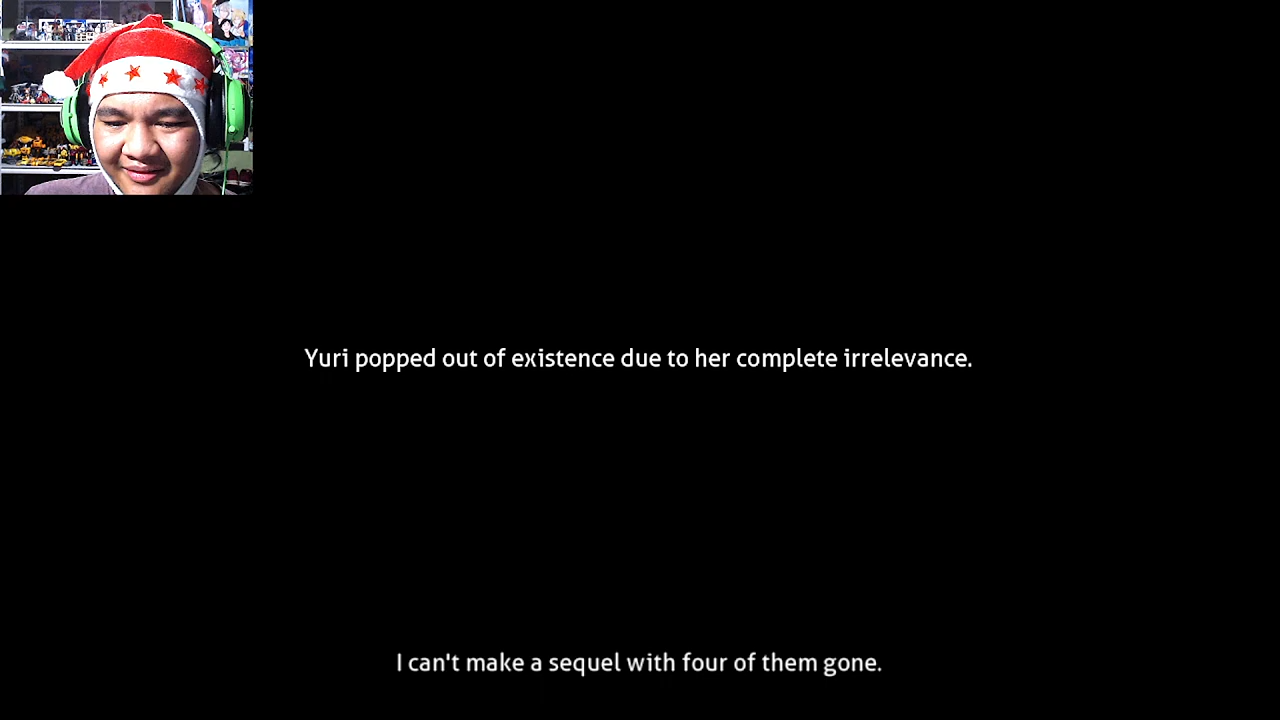 Yuri popped out of existence due to her complete irrelevance.
I can't make a sequel with four of them gone.